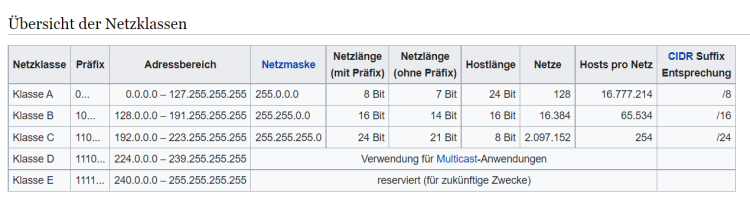 Übersicht der Netzklassen
Netzklasse Präfix Adressbereich Netzmaske Netzlänge (mit Präfix) Netzlänge (ohne Präfix) Hostlänge Netze Hosts pro Netz CIDR Suffix Entsprechung
Klasse A 0... 0.0.0.0 – 127.255.255.255 255.0.0.0 8 Bit 7 Bit 24 Bit 128 16.777.214 /8
Klasse B 10... 128.0.0.0 – 191.255.255.255 255.255.0.0 16 Bit 14 Bit 16 Bit 16.384 65.534 /16
Klasse C 110... 192.0.0.0 – 223.255.255.255 255.255.255.0 24 Bit 21 Bit 8 Bit 2.097.152 254 /24
Klasse D 1110... 224.0.0.0 – 239.255.255.255 Verwendung für Multicast-Anwendungen
Klasse E 1111... 240.0.0.0 – 255.255.255.255 reserviert (für zukünftige Zwecke)